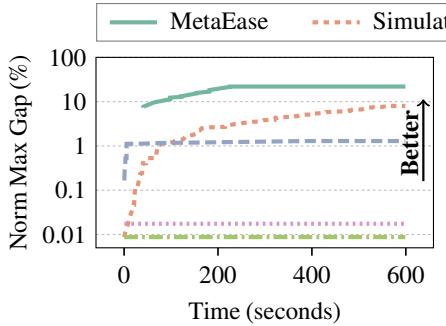 MetaEase
Simulat
Norm Max Gap (%)
100
10
1
0.1
0.01
Better
0
200
400
600
Time (seconds)